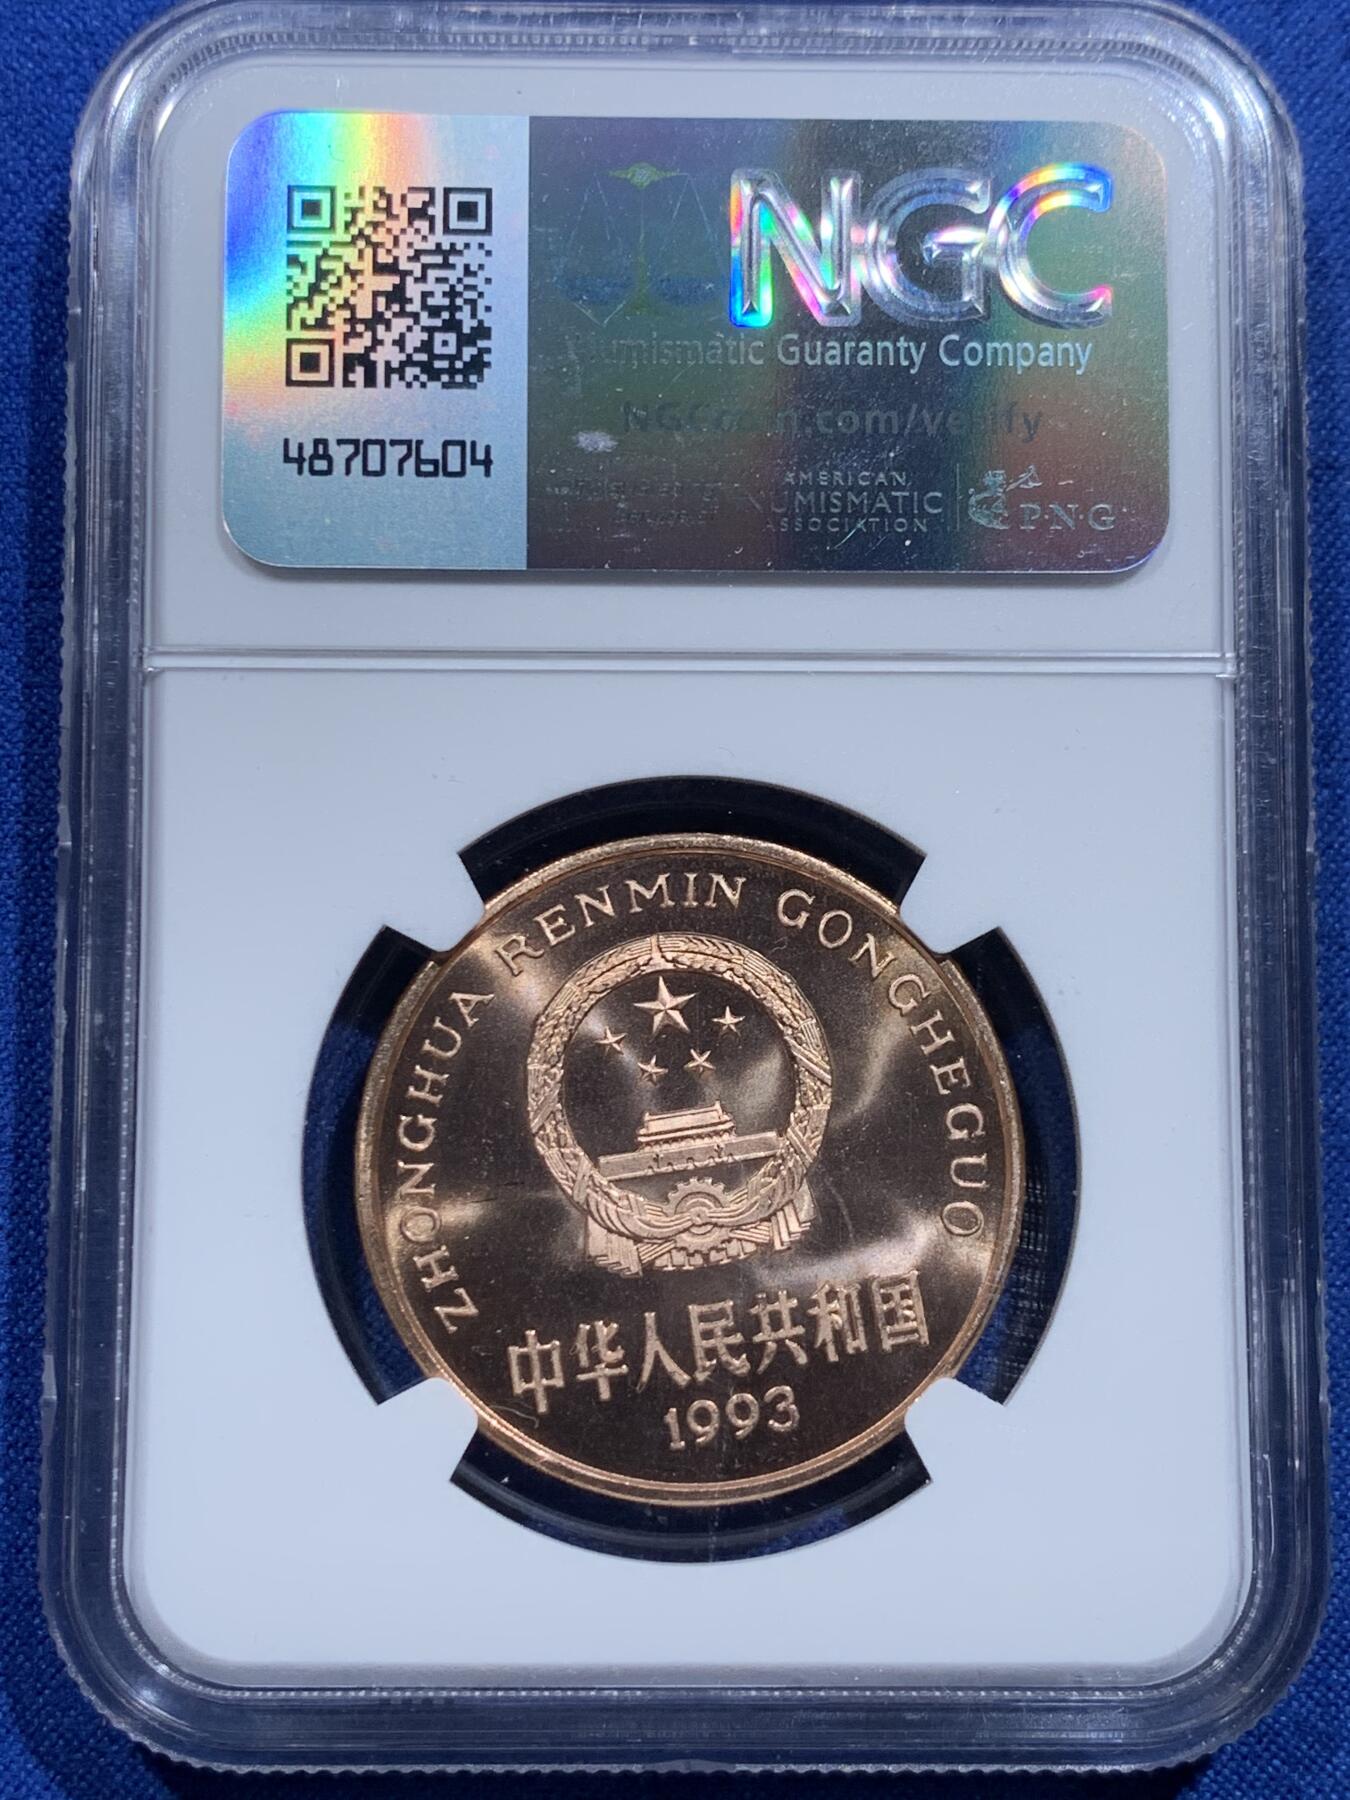 NGC
Numismatic Guaranty Company
48707604
AMERICAN
NUMISMATIC
ASSOCIATION
P·N·G
ZHONGHUA RENMIN GONGHEGUO
中华人民共和国
1993